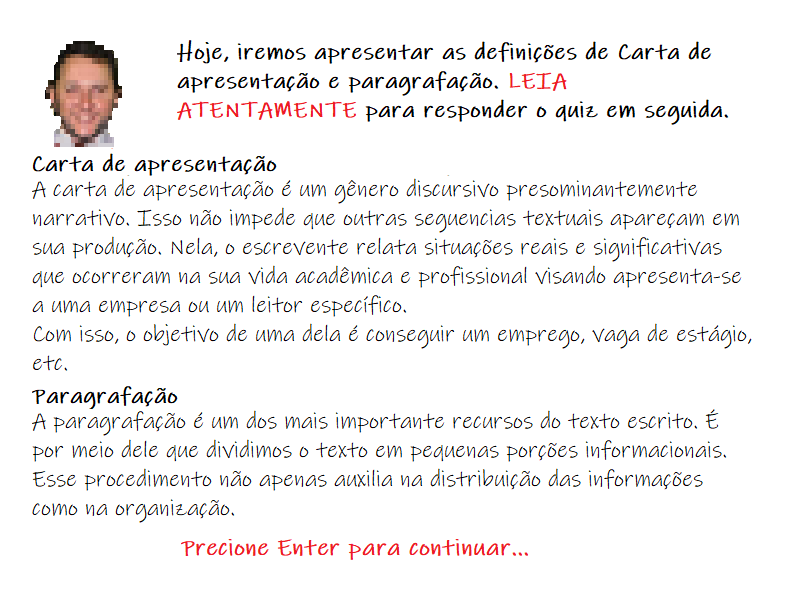 Hoje, iremos apresentar as definições de Carta de
apresentação e paragrafação. LEIA
ATENTAMENTE para responder o quiz em seguida.
Carta de apresentação
A carta de apresentação é um gênero discursivo presominantemente
narrativo. Isso não impede que outras seguencias textuais apareçam em
sua produção. Nela, o escrevente relata situações reais e significativas
que ocorreram na sua vida acadêmica e profissional visando apresenta-se
a uma empresa ou um leitor específico.
Com isso, o objetivo de uma dela é conseguir um emprego, vaga de estágio,
etc.
Paragrafação
A paragrafação é um dos mais importante recursos do texto escrito. É
por meio dele que dividimos o texto em pequenas porções informacionais.
Esse procedimento não apenas auxilia na distribuição das informações
como na organização.
Precione Enter para continuar...